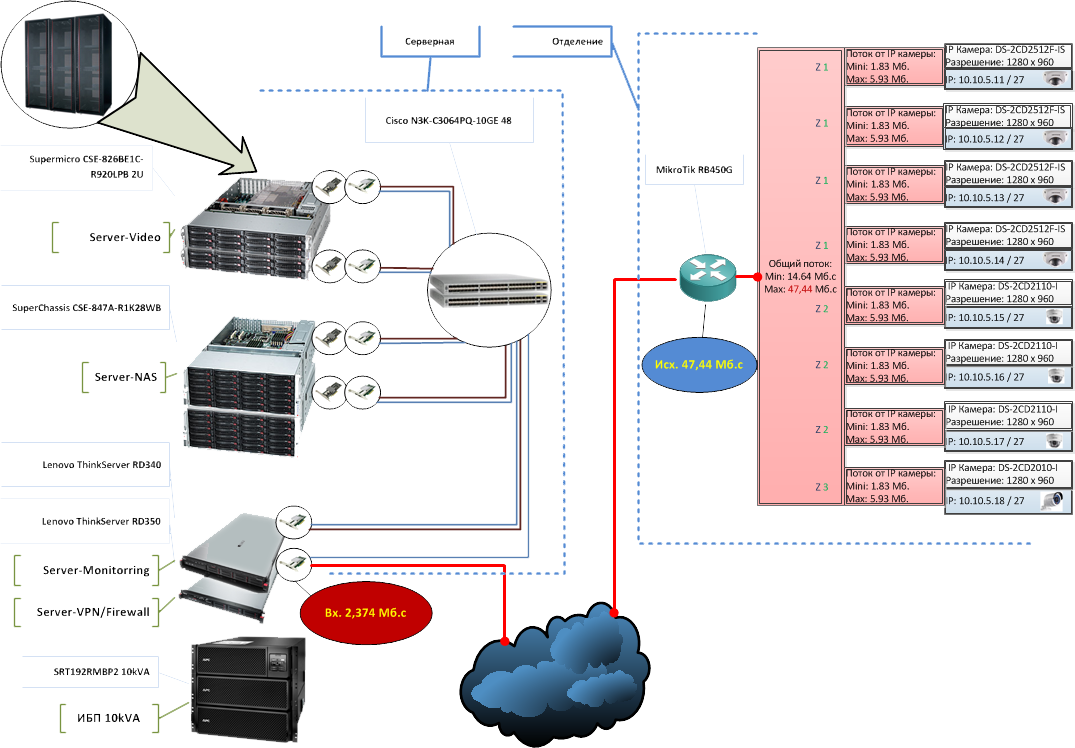 Серверная
Отделение
Cisco N3K-C3064PQ-10GE 48
Supermicro CSE-826BE1C-
R920LPB 2U
Server-Video
SuperChassis CSE-847A-R1K28WB
Server-NAS
Lenovo ThinkServer RD340
Lenovo ThinkServer RD350
Server-Monitorring
Server-VPN/Firewall
Вх. 2,374 Мб.с
SRT192RMBP2 10kVA
ИБП 10kVA
MikroTik RB450G
Исх. 47,44 Мб.с
Общий поток:
Min: 14.64 Мб.с
Max: 47,44 Мб.с
Z 1
Поток от IP камеры:
Mini: 1.83 Мб.
Max: 5.93 Мб.
IP Камера: DS-2CD2512F-IS
Разрешение: 1280 x 960
IP: 10.10.5.11 / 27
Z 1
Поток от IP камеры:
Mini: 1.83 Мб.
Max: 5.93 Мб.
IP Камера: DS-2CD2512F-IS
Разрешение: 1280 x 960
IP: 10.10.5.12 / 27
Z 1
Поток от IP камеры:
Mini: 1.83 Мб.
Max: 5.93 Мб.
IP Камера: DS-2CD2512F-IS
Разрешение: 1280 x 960
IP: 10.10.5.13 / 27
Z 1
Поток от IP камеры:
Mini: 1.83 Мб.
Max: 5.93 Мб.
IP Камера: DS-2CD2512F-IS
Разрешение: 1280 x 960
IP: 10.10.5.14 / 27
Z 2
Поток от IP камеры:
Mini: 1.83 Мб.
Max: 5.93 Мб.
IP Камера: DS-2CD2110-I
Разрешение: 1280 x 960
IP: 10.10.5.15 / 27
Z 2
Поток от IP камеры:
Mini: 1.83 Мб.
Max: 5.93 Мб.
IP Камера: DS-2CD2110-I
Разрешение: 1280 x 960
IP: 10.10.5.16 / 27
Z 2
Поток от IP камеры:
Mini: 1.83 Мб.
Max: 5.93 Мб.
IP Камера: DS-2CD2110-I
Разрешение: 1280 x 960
IP: 10.10.5.17 / 27
Z 3
Поток от IP камеры:
Mini: 1.83 Мб.
Max: 5.93 Мб.
IP Камера: DS-2CD2010-I
Разрешение: 1280 x 960
IP: 10.10.5.18 / 27
APC
APC
APC